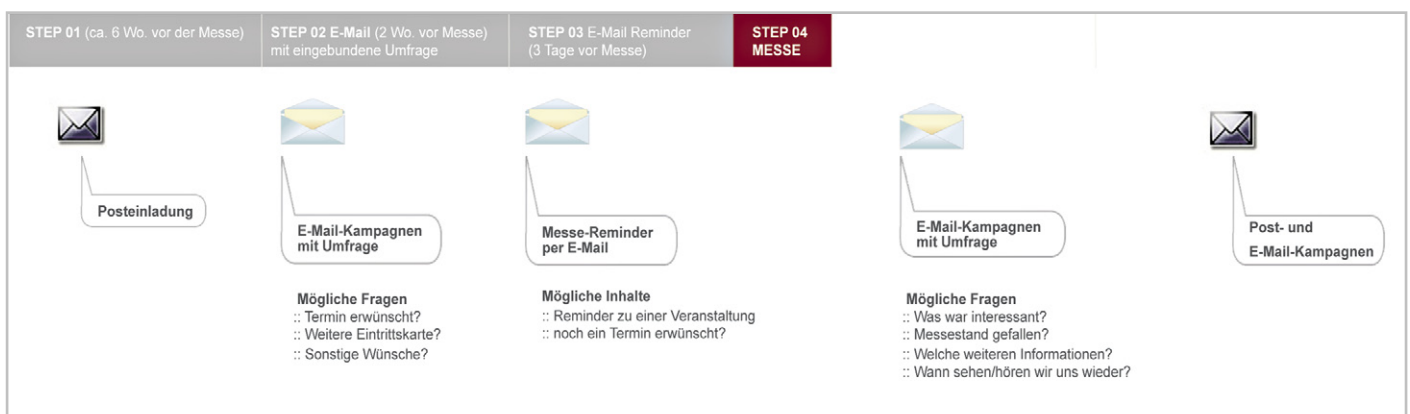 STEP 01 (ca. 6 Wo. vor der Messe)
STEP 02 E-Mail (2 Wo. vor Messe)
mit eingebundene Umfrage
STEP 03 E-Mail Reminder
(3 Tage vor Messe)
STEP 04
MESSE
Posteinladung
E-Mail-Kampagnen
mit Umfrage
Mögliche Fragen
:: Termin erwünscht?
:: Weitere Eintrittskarte?
:: Sonstige Wünsche?
Messe-Reminder
per E-Mail
Mögliche Inhalte
:: Reminder zu einer Veranstaltung
:: noch ein Termin erwünscht?
E-Mail-Kampagnen
mit Umfrage
Mögliche Fragen
:: Was war interessant?
:: Messestand gefallen?
:: Welche weiteren Informationen?
:: Wann sehen/hören wir uns wieder?
Post- und
E-Mail-Kampagnen